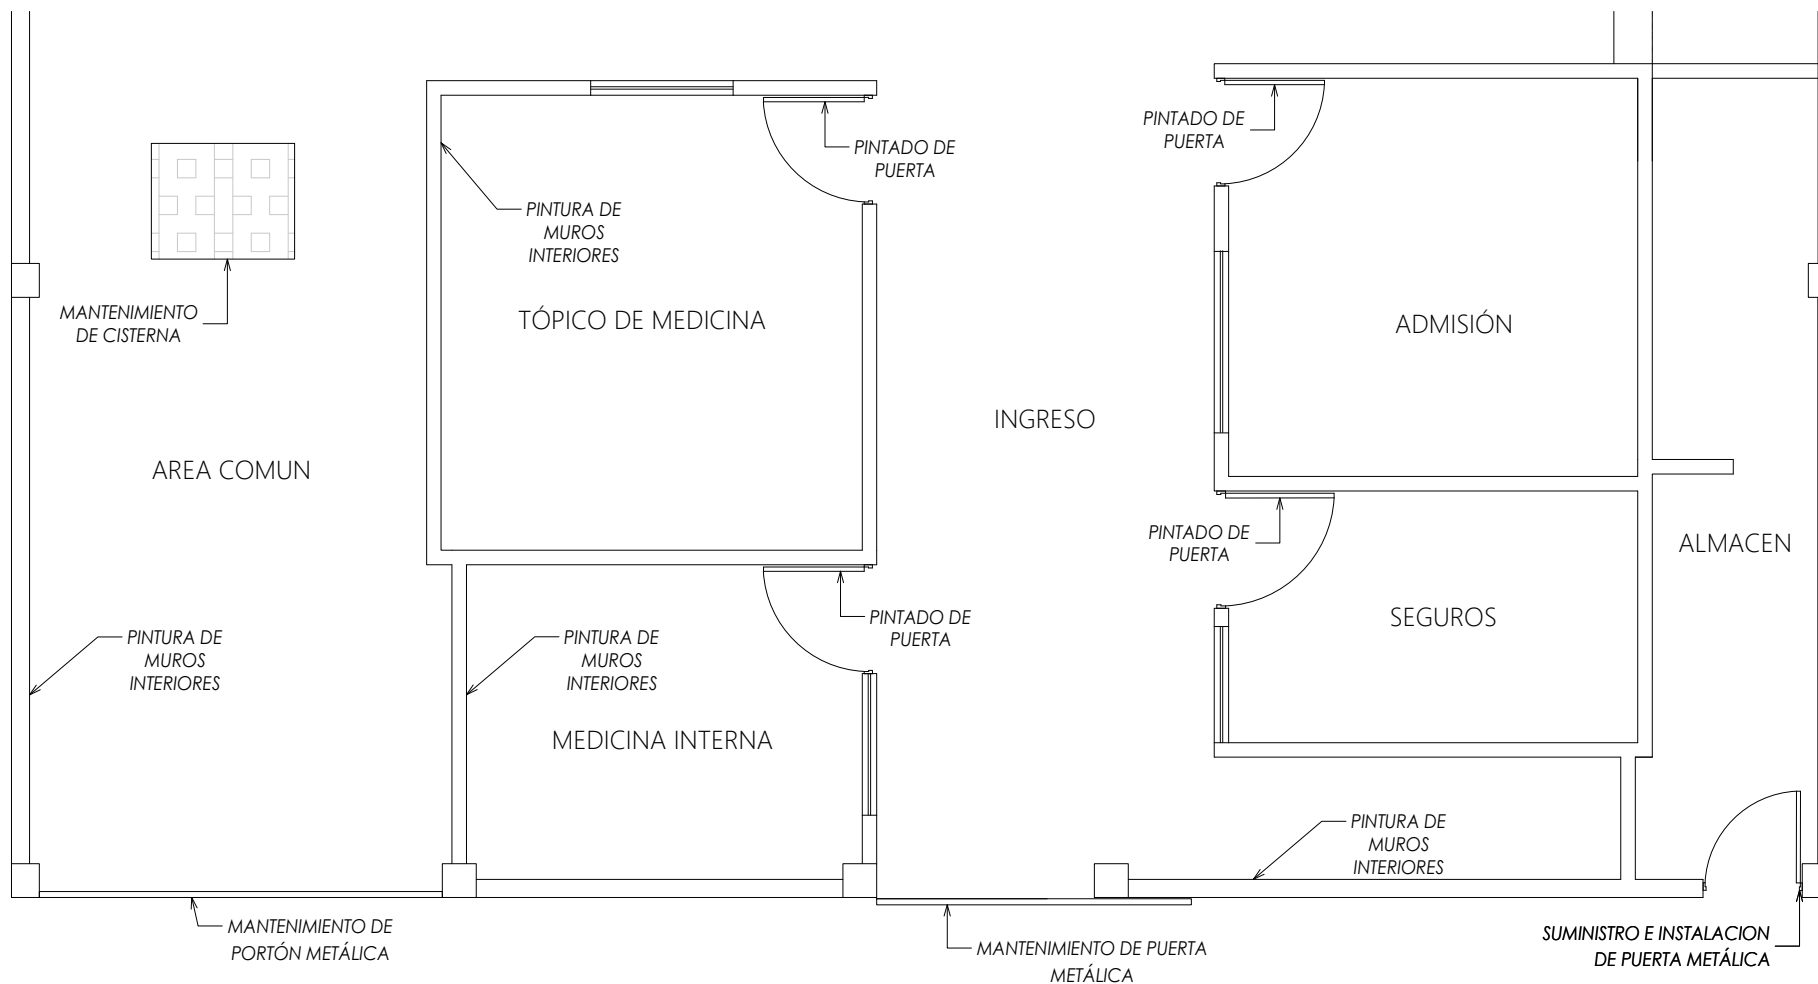 PINTADO DE
PUERTA
PINTADO DE
PUERTA
PINTURA DE
MUROS
INTERIORES
MANTENIMIENTO
DE CISTERNA
TÓPICO DE MEDICINA
ADMISIÓN
INGRESO
AREA COMUN
PINTADO DE
PUERTA
ALMACEN
PINTADO DE
PUERTA
SEGUROS
PINTURA DE
MUROS
INTERIORES
PINTURA DE
MUROS
INTERIORES
MEDICINA INTERNA
PINTURA DE
MUROS
INTERIORES
MANTENIMIENTO DE
PORTÓN METÁLICA
MANTENIMIENTO DE PUERTA
METÁLICA
SUMINISTRO E INSTALACION
DE PUERTA METÁLICA